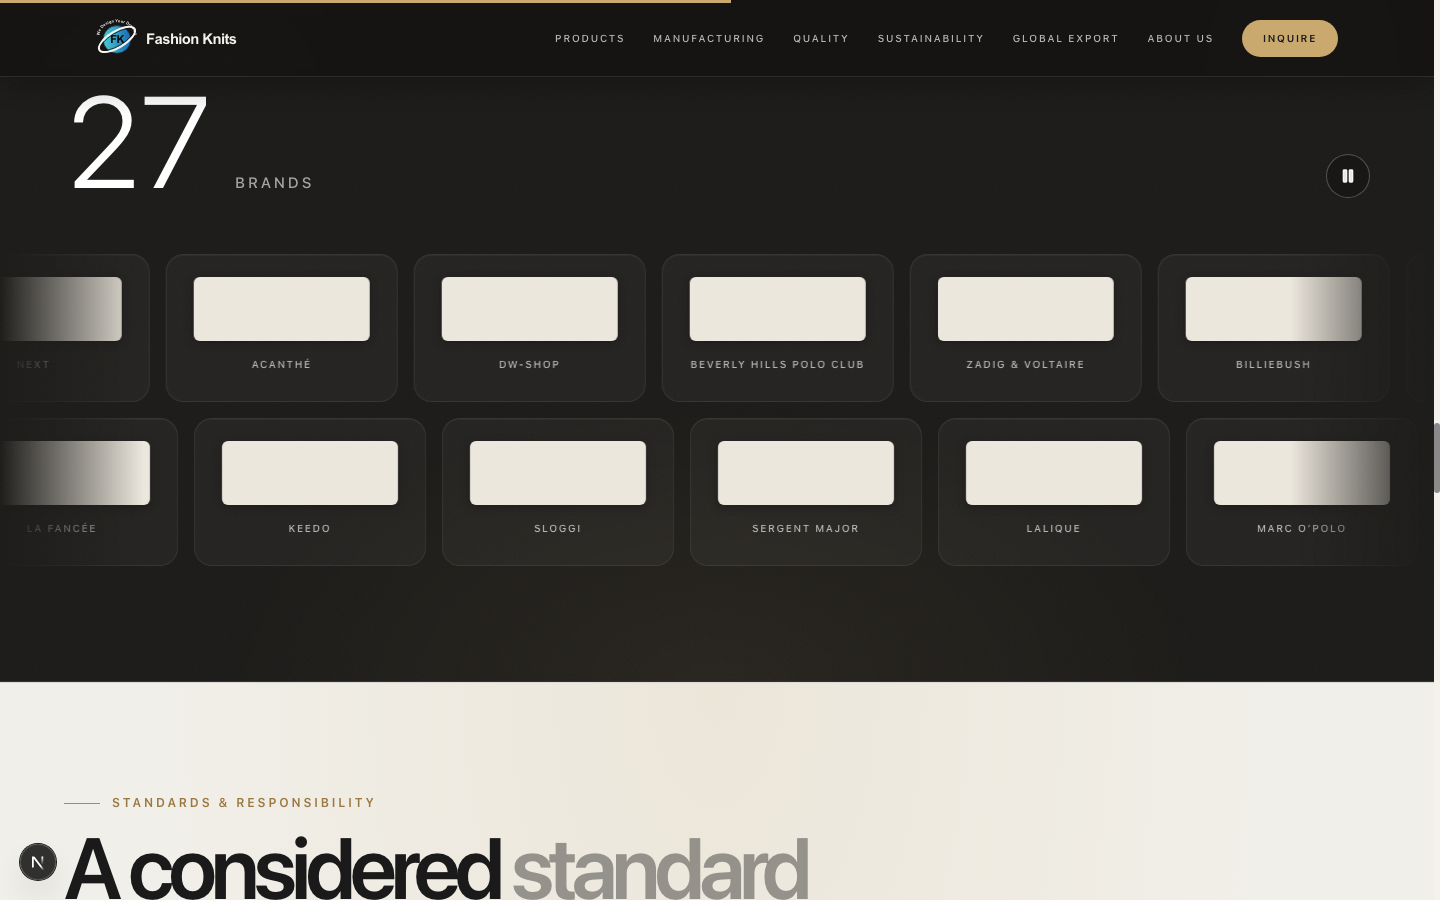 FK
Fashion Knits
PRODUCTS
MANUFACTURING
QUALITY
SUSTAINABILITY
GLOBAL EXPORT
ABOUT US
INQUIRE
27
BRANDS
NEXT
ACANTHÉ
DW-SHOP
BEVERLY HILLS POLO CLUB
ZADIG & VOLTAIRE
BILLIEBUSH
LA FANCÉE
KEEDO
SLOGGI
SERGENT MAJOR
LALIQUE
MARC O'POLO
STANDARDS & RESPONSIBILITY
A considered standard
N